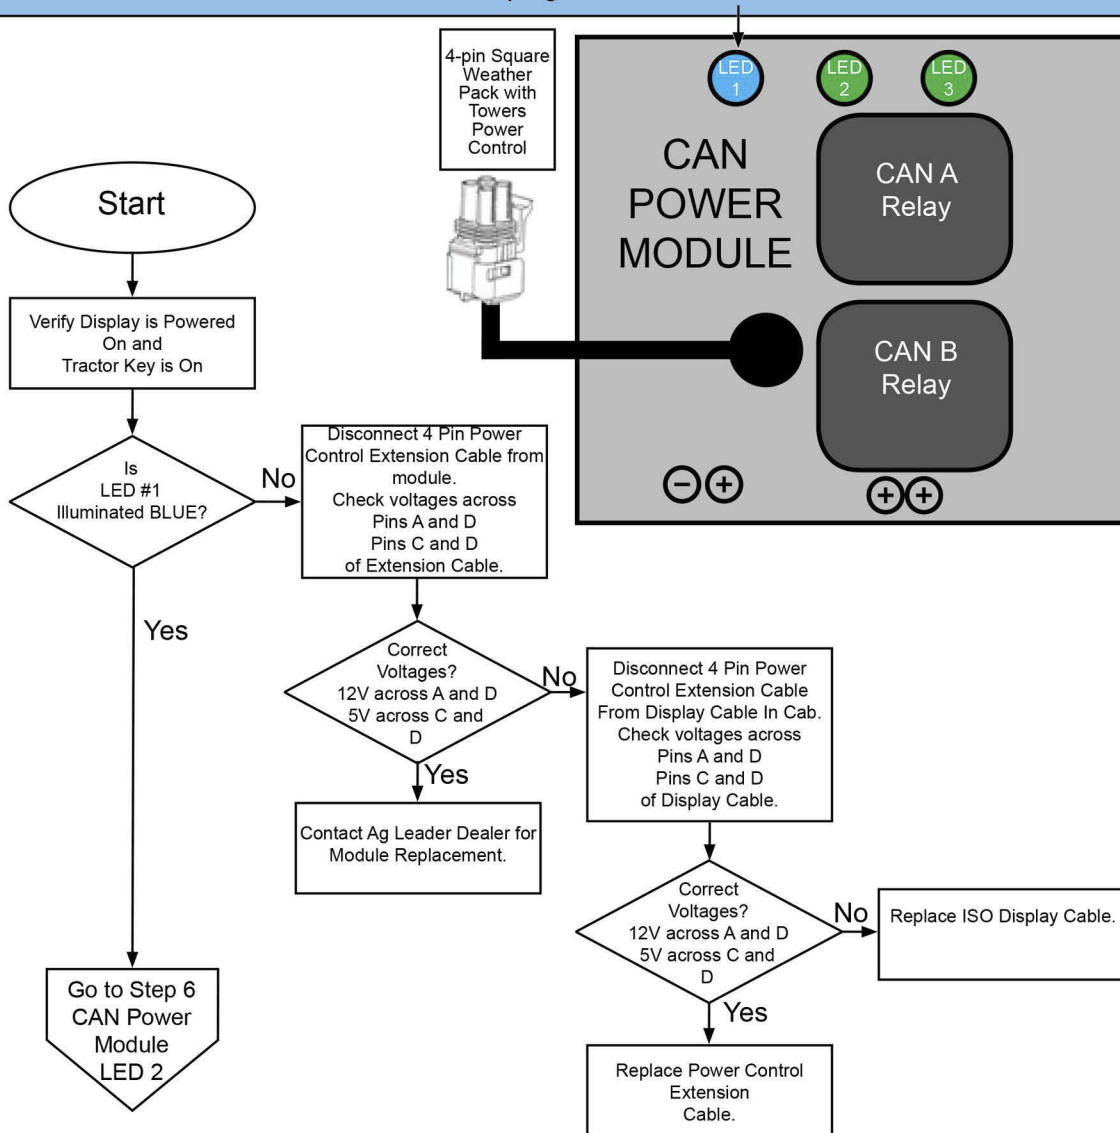 4-pin Square
Weather
Pack with
Towers
Power
Control
LED
1
LED
2
LED
3
CAN
POWER
MODULE
CAN A
Relay
CAN B
Relay
Start
Verify Display is Powered
On and
Tractor Key is On
Is
LED #1
Illuminated BLUE?
No
Disconnect 4 Pin Power
Control Extension Cable from
module.
Check voltages across
Pins A and D
Pins C and D
of Extension Cable.
Yes
Correct
Voltages?
12V across A and D
5V across C and
D
No
Disconnect 4 Pin Power
Control Extension Cable
From Display Cable In Cab.
Check voltages across
Pins A and D
Pins C and D
of Display Cable.
Yes
Contact Ag Leader Dealer for
Module Replacement.
Correct
Voltages?
12V across A and D
5V across C and
D
No
Replace ISO Display Cable.
Yes
Go to Step 6
CAN Power
Module
LED 2
Replace Power Control
Extension
Cable.